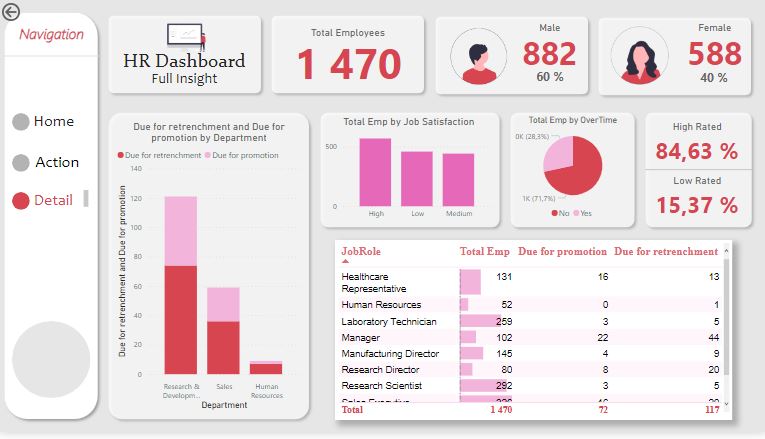 Navigation
Home
Action
Detail
HR Dashboard
Full Insight
Total Employees
1 470
Male
882
60 %
Female
588
40 %
Due for retrenchment and Due for
promotion by Department
Due for retrenchment Due for promotion
Due for retrenchment and Due for promotion
140
120
100
80
60
40
20
0
Research &
Developm...
Sales
Human
Resources
Department
Total Emp by Job Satisfaction
500
0
High Low Medium
Total Emp by OverTime
0K (28,3%)
1K (71,7%)
No Yes
High Rated
84,63 %
Low Rated
15,37 %
JobRole Total Emp Due for promotion Due for retrenchment
Healthcare
Representative 131 16 13
Human Resources 52 0 1
Laboratory Technician 259 3 5
Manager 102 22 44
Manufacturing Director 145 4 9
Research Director 80 8 20
Research Scientist 292 3 5
Total 1 470 72 117